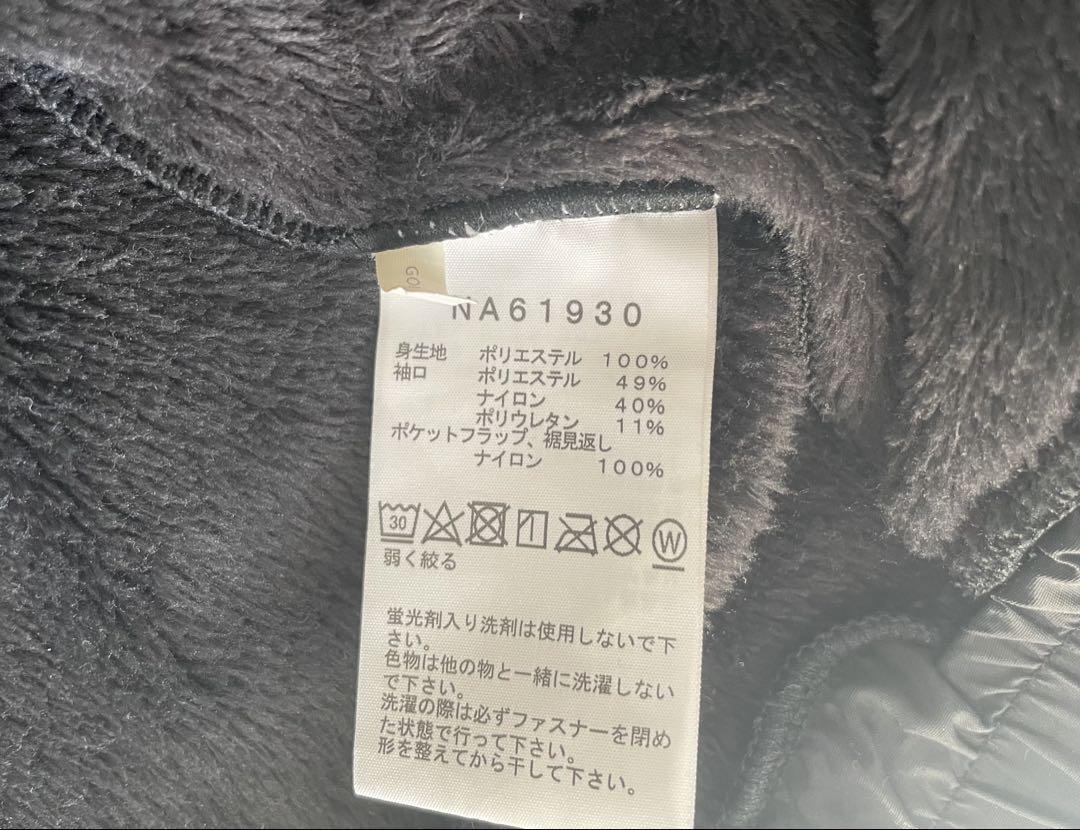 GO
NA61930
身生地 ポリエステル 100%
袖口 ポリエステル 49%
ナイロン 40%
ポリウレタン 11%
ポケットフラップ、裾見返し
ナイロン 100%
30
W
弱く絞る
蛍光剤入り洗剤は使用しないで下
さい。
色物は他の物と一緒に洗濯しない
で下さい。
洗濯の際は必ずファスナーを閉め
た状態で行って下さい。
形を整えてから干して下さい。